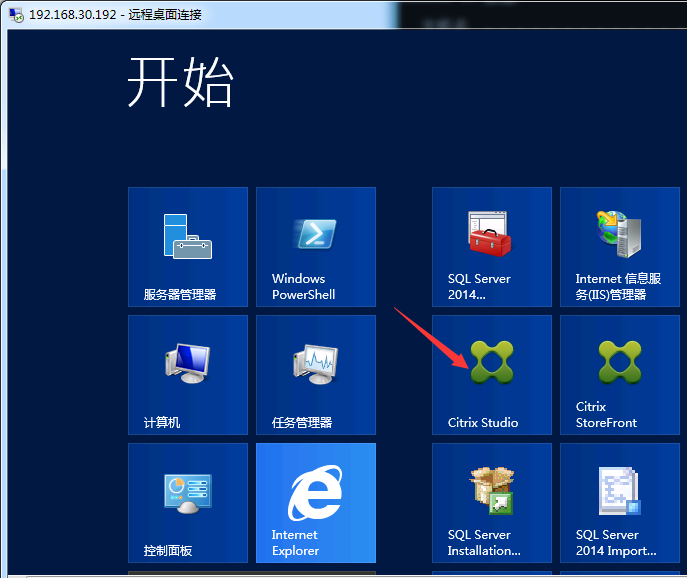 192.168.30.192 - 远程桌面连接
开始
服务器管理器
Windows
PowerShell
SQL Server
2014...
Internet 信息服
务(IIS)管理器
计算机
任务管理器
Citrix Studio
Citrix
StoreFront
控制面板
Internet
Explorer
SQL Server
Installation...
SQL Server
2014 Import...